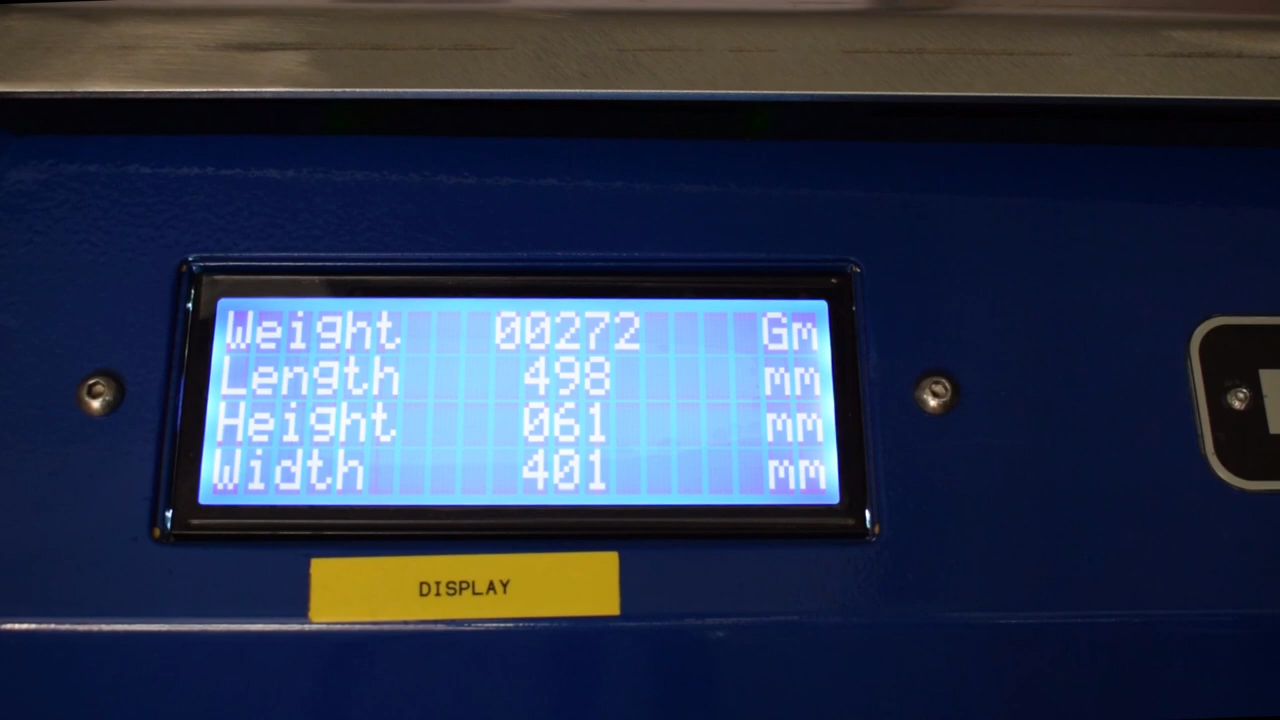 Weight 00272 Gm
Length 498 mm
Height 061 mm
Width 401 mm
DISPLAY